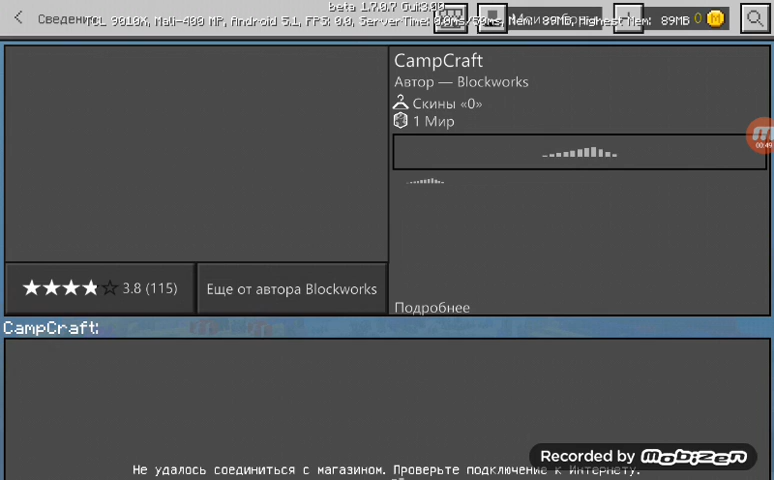 beta 1.7.0.7
Сведения
TCL 9010X, Mali-400 MP, Android 5.1, FPS: 0.0, ServerTime: 0.0ms/50ms, Mem: 89MB, Highest Mem: 89MB
0
CampCraft
Автор — Blockworks
Скины «0»
1 Мир
00:49
3.8 (115)
Еще от автора Blockworks
Подробнее
CampCraft:
Recorded by mobizen
Не удалось соединиться с магазином. Проверьте подключение к Интернету.